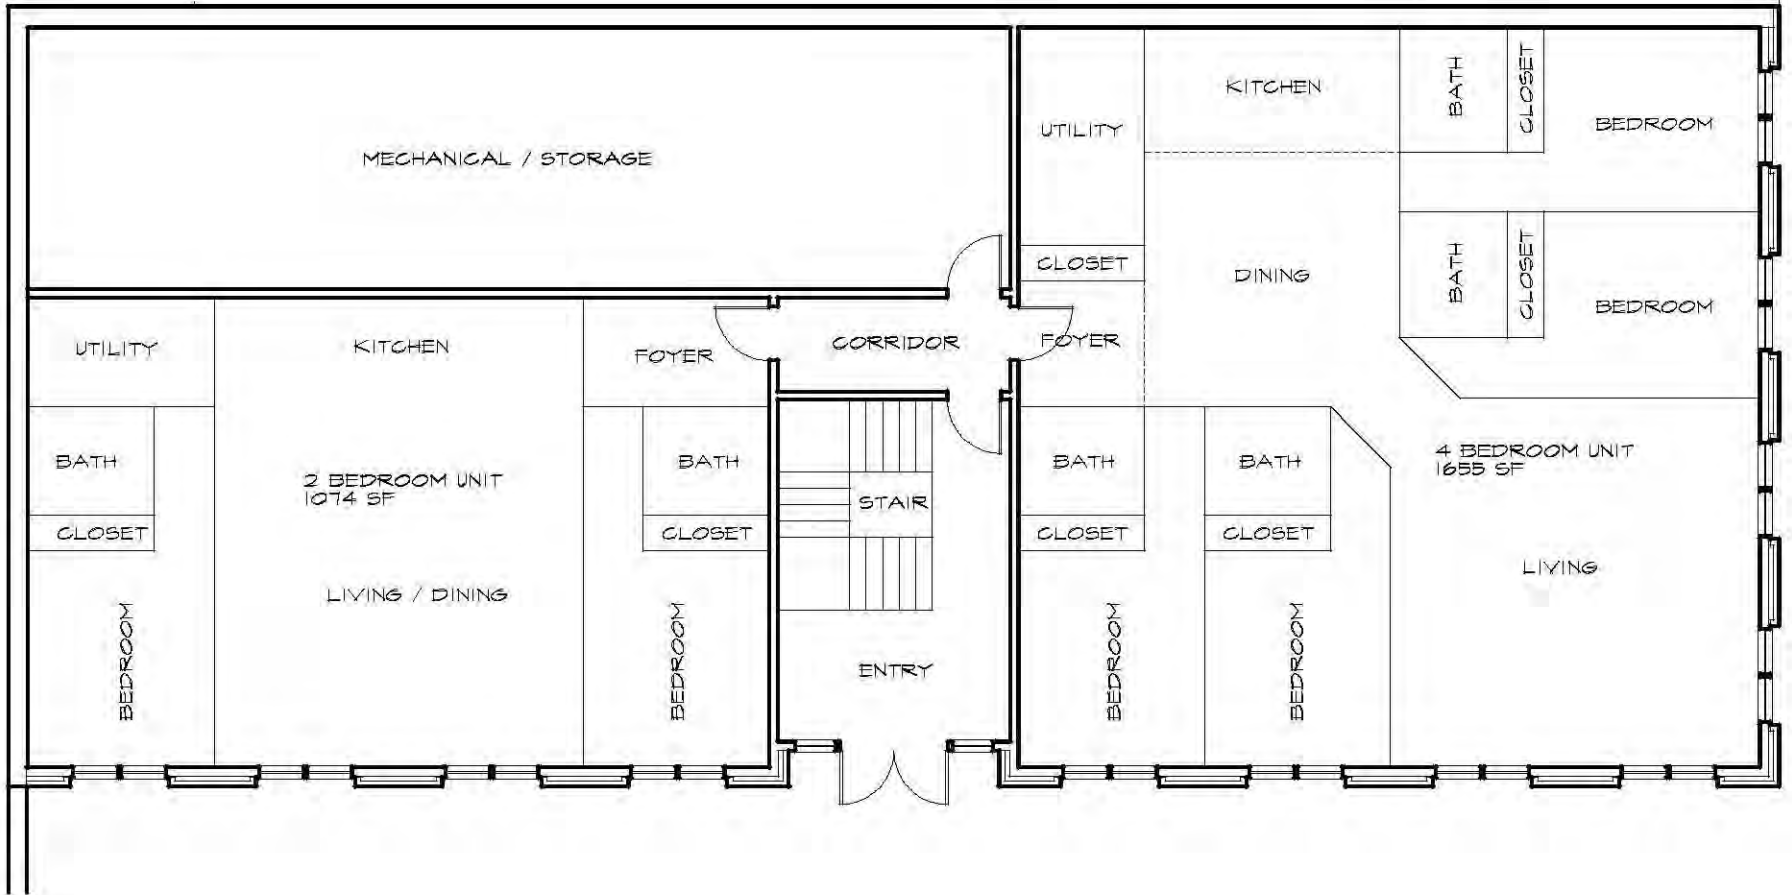 MECHANICAL / STORAGE
UTILITY
KITCHEN
BATH
CLOSET
BEDROOM
CLOSET
DINING
BATH
CLOSET
BEDROOM
UTILITY
KITCHEN
FOYER
CORRIDOR
FOYER
BATH
2 BEDROOM UNIT
1074 SF
BATH
STAIR
BATH
BATH
4 BEDROOM UNIT
1655 SF
CLOSET
CLOSET
CLOSET
CLOSET
LIVING / DINING
LIVING
BEDROOM
BEDROOM
ENTRY
BEDROOM
BEDROOM